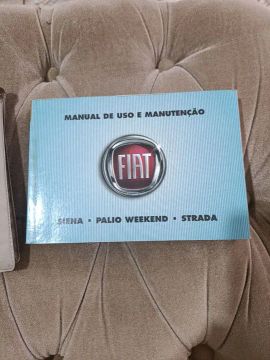 MANUAL DE USO E MANUTENÇÃO
FIAT
SIENA • PALIO WEEKEND • STRADA